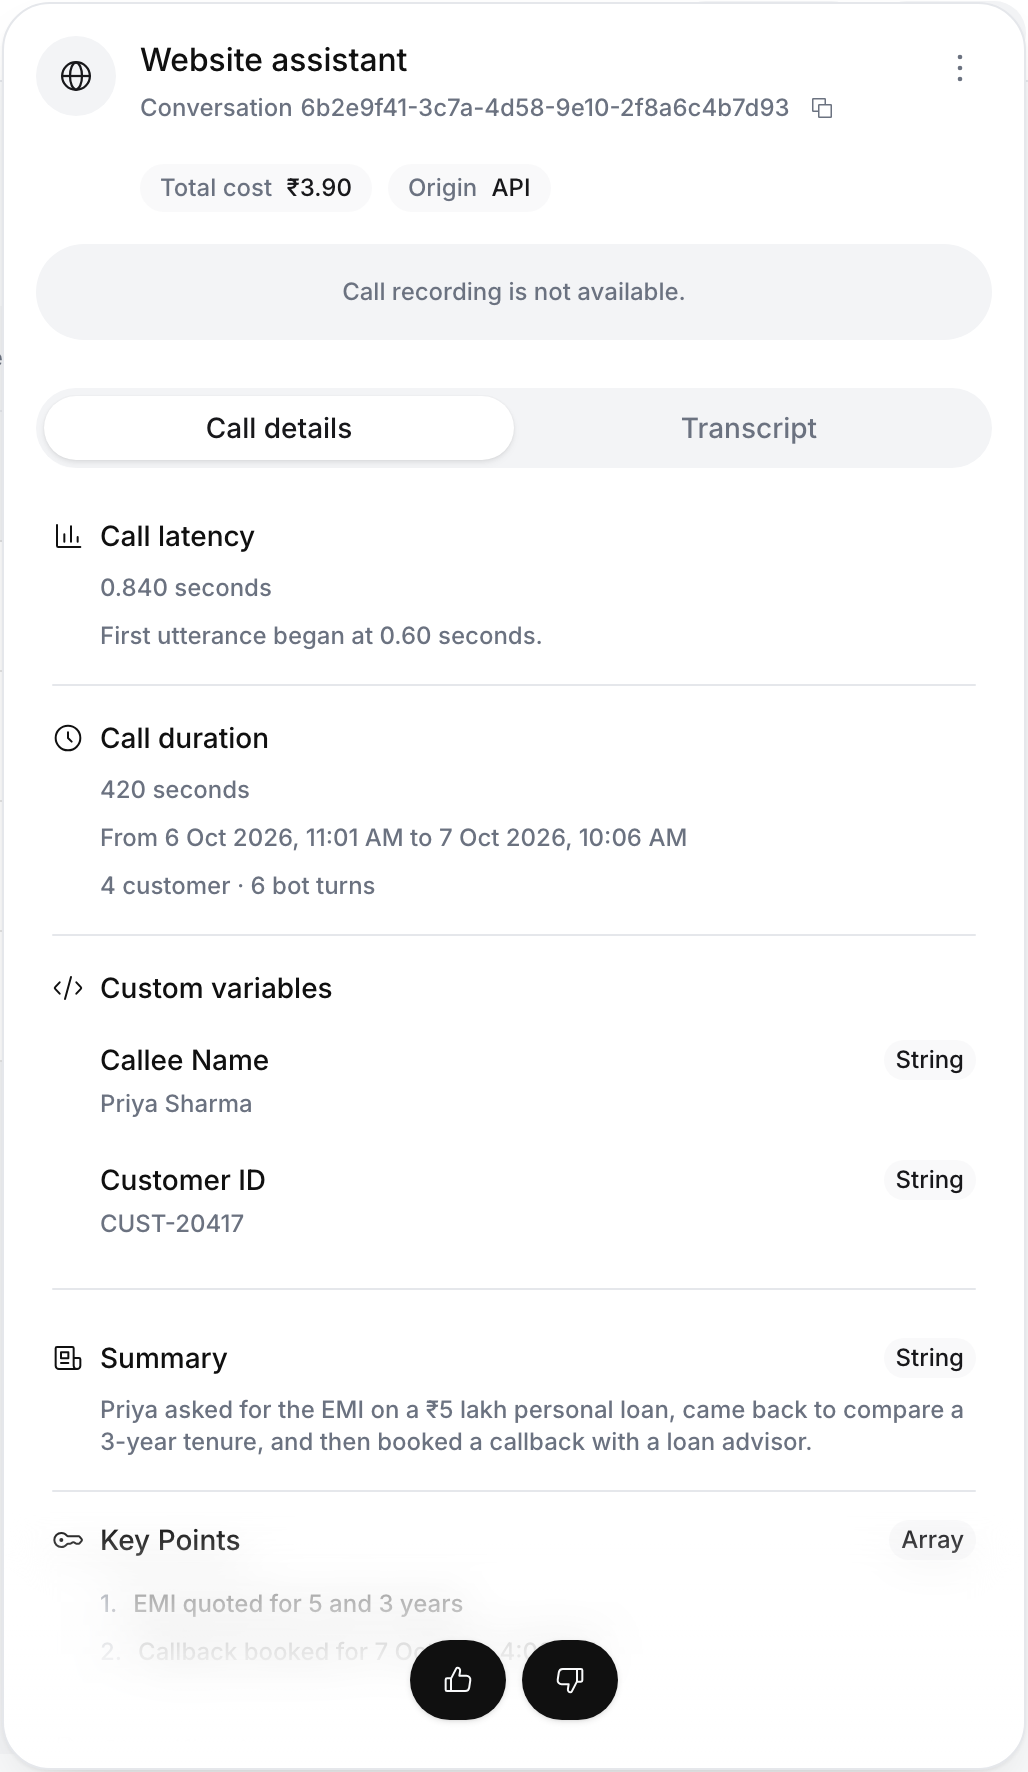 Website assistant
Conversation 6b2e9f41-3c7a-4d58-9e10-2f8a6c4b7d93
Total cost ₹3.90 Origin API
Call recording is not available.
Call details Transcript
Call latency
0.840 seconds
First utterance began at 0.60 seconds.
Call duration
420 seconds
From 6 Oct 2026, 11:01 AM to 7 Oct 2026, 10:06 AM
4 customer · 6 bot turns
Custom variables
Callee Name String
Priya Sharma
Customer ID String
CUST-20417
Summary String
Priya asked for the EMI on a ₹5 lakh personal loan, came back to compare a
3-year tenure, and then booked a callback with a loan advisor.
Key Points Array
1. EMI quoted for 5 and 3 years
2. Callback booked for 7